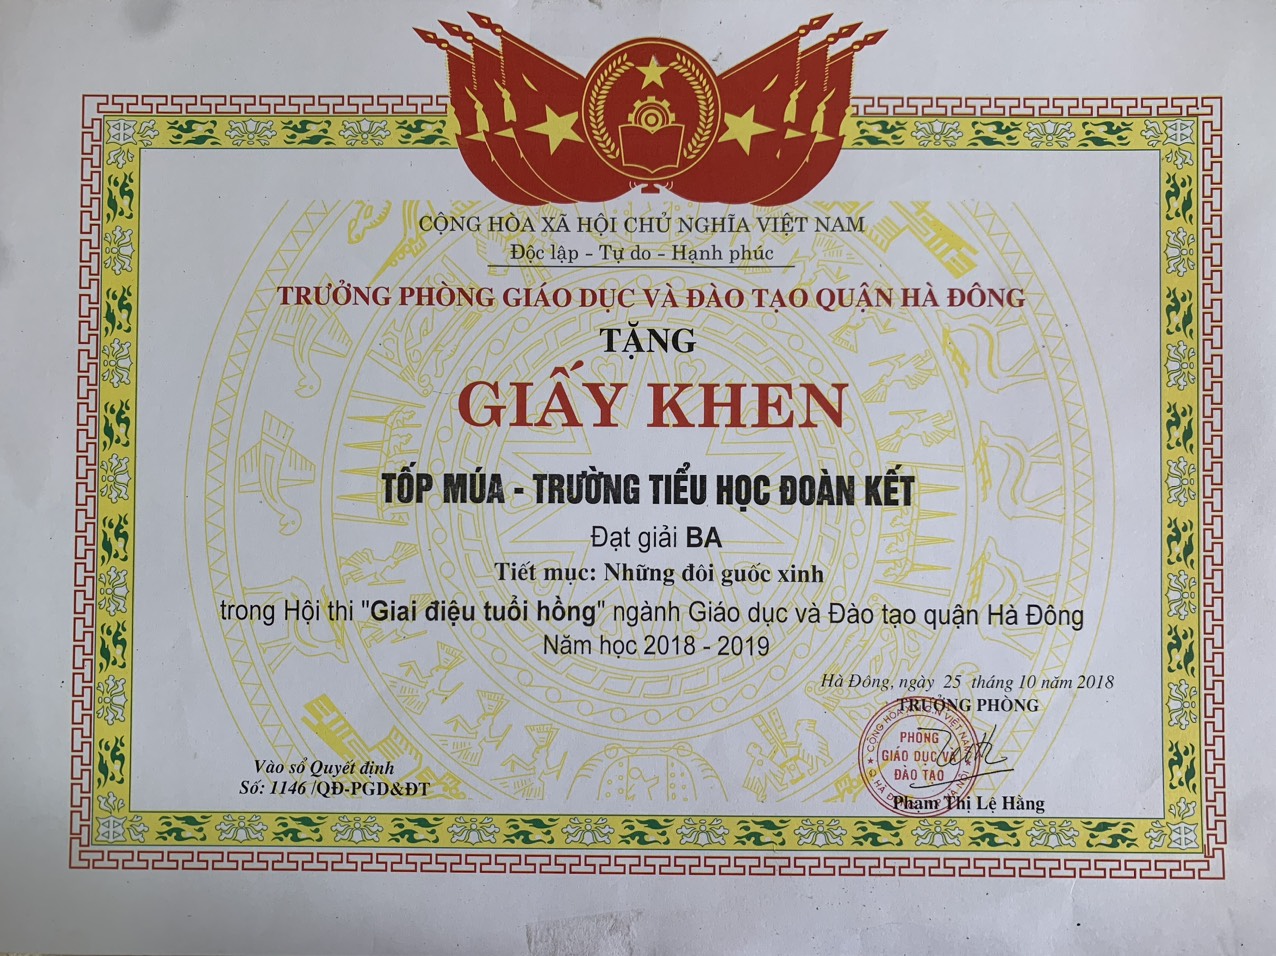 CỘNG HÒA XÃ HỘI CHỦ NGHĨA VIỆT NAM
Độc lập - Tự do - Hạnh phúc
TRƯỞNG PHÒNG GIÁO DỤC VÀ ĐÀO TẠO QUẬN HÀ ĐÔNG
TẶNG
GIẤY KHEN
TỐP MÚA - TRƯỜNG TIỂU HỌC ĐOÀN KẾT
Đạt giải BA
Tiết mục: Những đôi guốc xinh
trong Hội thi "Giai điệu tuổi hồng" ngành Giáo dục và Đào tạo quận Hà Đông
Năm học 2018 - 2019
Hà Đông, ngày 25 tháng 10 năm 2018
TRƯỞNG PHÒNG
PHÒNG
GIÁO DỤC VÀ
ĐÀO TẠO
Phạm Thị Lệ Hằng
Vào sổ Quyết định
Số: 1146 /QĐ-PGD&ĐT